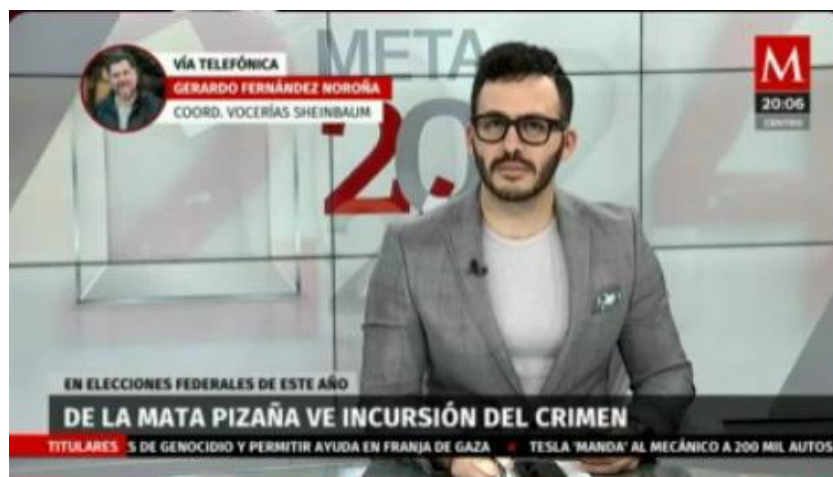 META
20
VÍA TELEFÓNICA
GERARDO FERNÁNDEZ NOROÑA
COORD. VOCERÍAS SHEINBAUM
M
20:06
CENTRO
EN ELECCIONES FEDERALES DE ESTE AÑO
DE LA MATA PIZAÑA VE INCURSIÓN DEL CRIMEN
TITULARES S DE GENOCIDIO Y PERMITIR AYUDA EN FRANJA DE GAZA TESLA 'MANDA' AL MECÁNICO A 200 MIL AUTOS